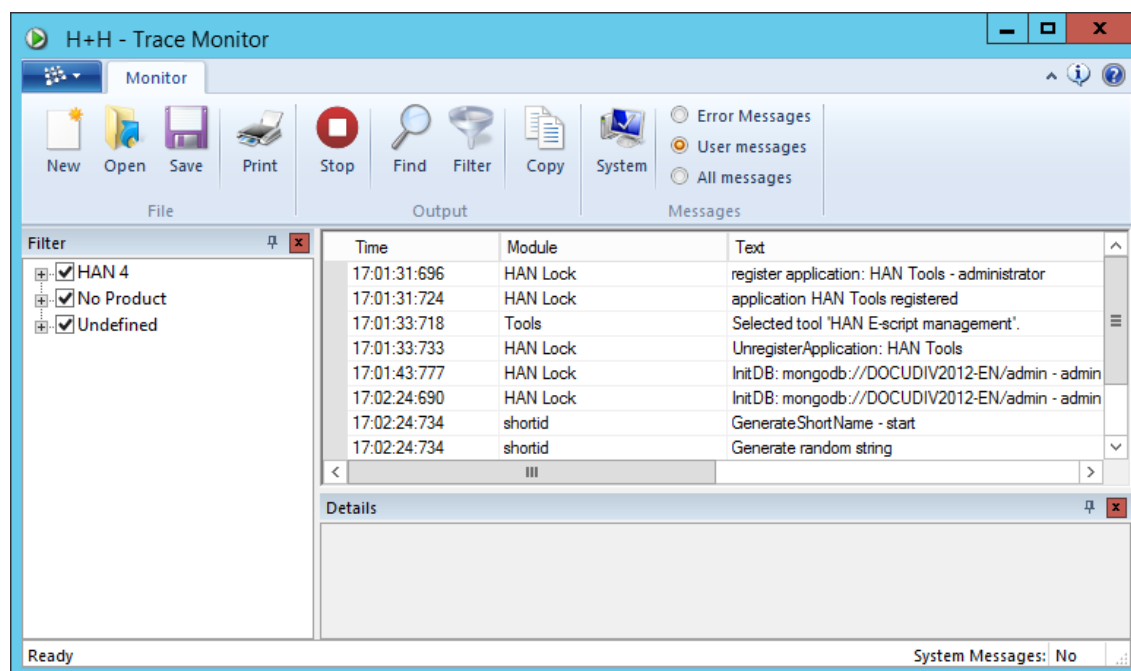 H+H - Trace Monitor
Monitor
New Open Save Print Stop Find Filter Copy System
Error Messages
User messages
All messages
File Output Messages
Filter
HAN 4
No Product
Undefined
Time Module Text
17:01:31:696 HAN Lock register application: HAN Tools - administrator
17:01:31:724 HAN Lock application HAN Tools registered
17:01:33:718 Tools Selected tool 'HAN E-script management'.
17:01:33:733 HAN Lock UnregisterApplication: HAN Tools
17:01:43:777 HAN Lock InitDB: mongodb://DOCUDIV2012-EN/admin - admin
17:02:24:690 HAN Lock InitDB: mongodb://DOCUDIV2012-EN/admin - admin
17:02:24:734 shortid GenerateShortName - start
17:02:24:734 shortid Generate random string
Details
Ready System Messages: No